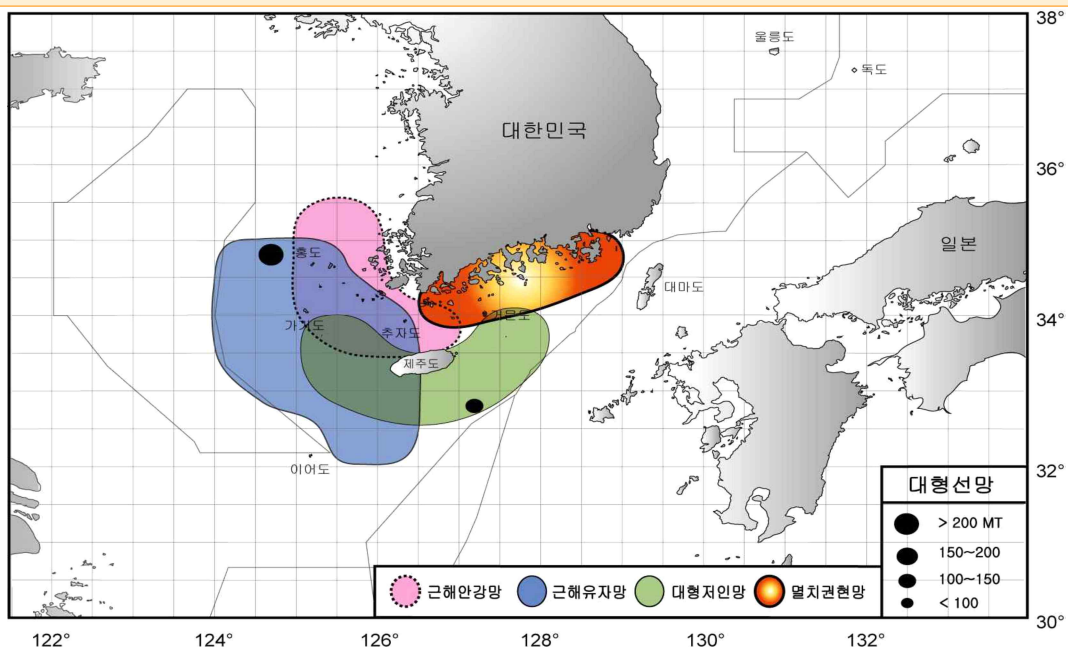 울릉도
독도
대한민국
일본
홍도
대마도
가거도
추자도
거문도
제주도
이어도
38°
36°
34°
32°
30°
122°
124°
126°
128°
130°
132°
대형선망
> 200 MT
150~200
100~150
< 100
근해안강망
근해유자망
대형저인망
멸치권현망